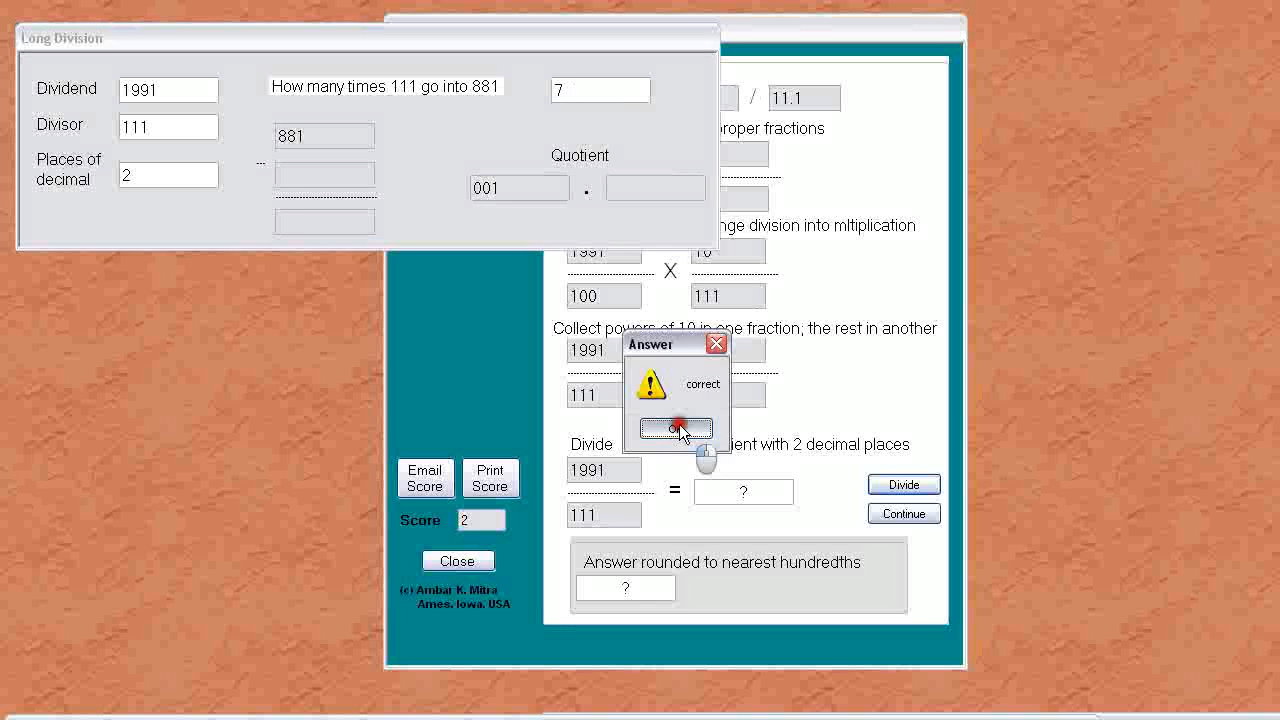 Long Division
Dividend 1991 How many times 111 go into 881 7
Divisor 111 881
Places of decimal 2
Quotient
001 .
/ 11.1
proper fractions
nge division into mltiplication
1991 10
X
100 111
Collect powers of 10 in one fraction; the rest in another
1991
111
Answer
correct
Divide ient with 2 decimal places
1991
= ?
111
Divide
Continue
Email Score
Print Score
Score 2
Close
(c) Ambar K. Mitra
Ames, Iowa, USA
Answer rounded to nearest hundredths
?